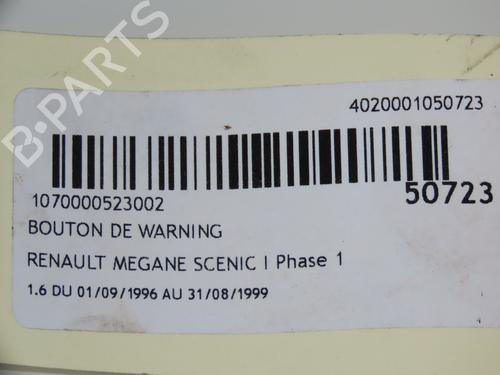 B-PARTS
4020001050723
1070000523002
50723
BOUTON DE WARNING
RENAULT MEGANE SCENIC I Phase 1
1.6 DU 01/09/1996 AU 31/08/1999